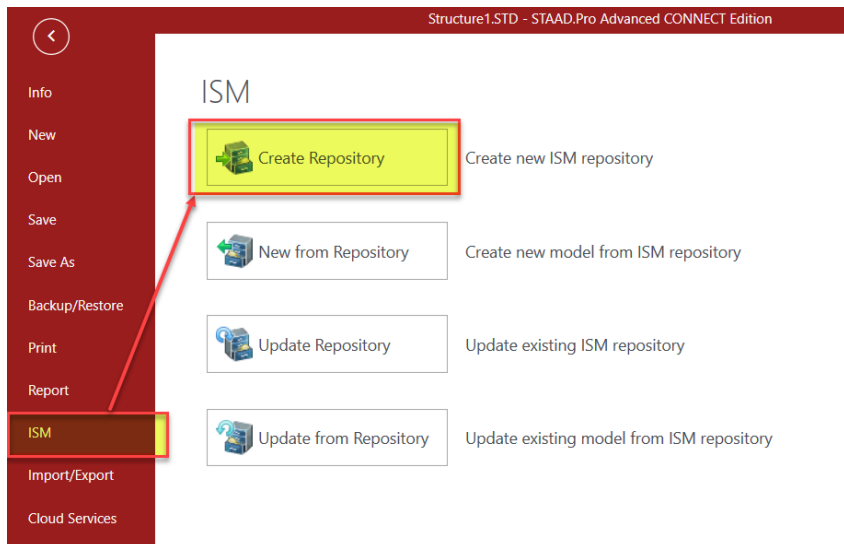 Structure1.STD - STAAD.Pro Advanced CONNECT Edition
Info
New
Open
Save
Save As
Backup/Restore
Print
Report
ISM
Import/Export
Cloud Services
ISM
Create Repository Create new ISM repository
New from Repository Create new model from ISM repository
Update Repository Update existing ISM repository
Update from Repository Update existing model from ISM repository